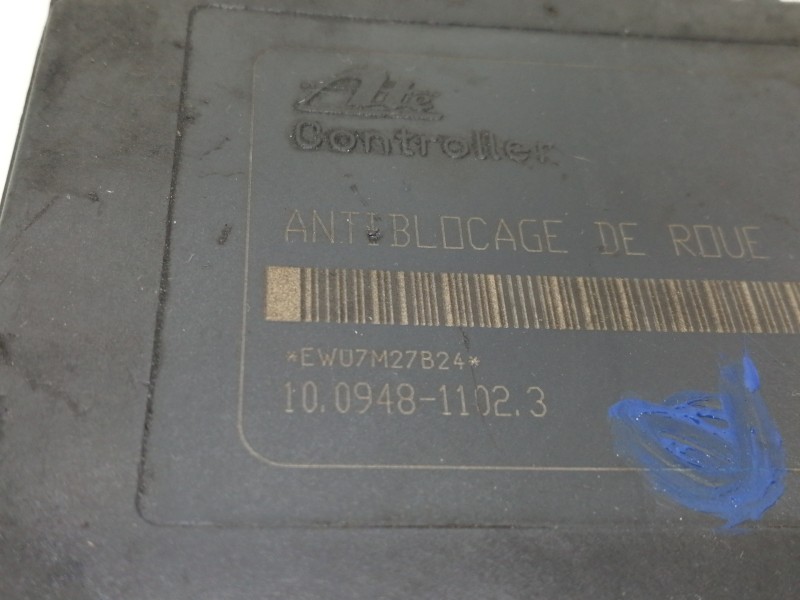 Ate
Controller
ANTIBLOCAGE DE ROUE
*EWU7M27B24*
10.0948-1102.3